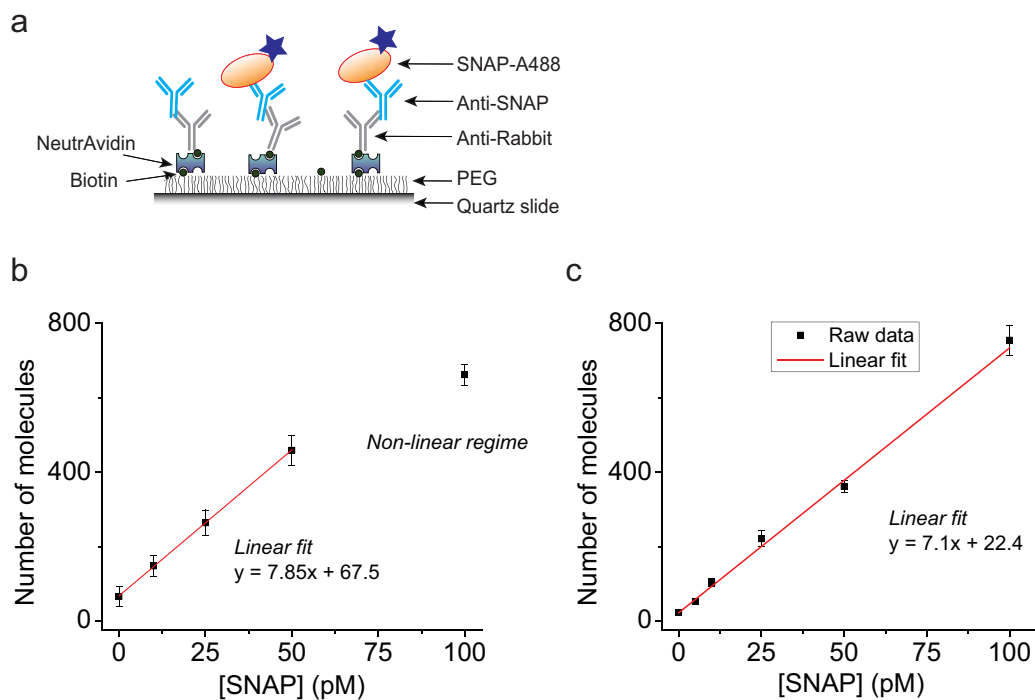 a
SNAP-A488
Anti-SNAP
Anti-Rabbit
NeutrAvidin
Biotin
PEG
Quartz slide
b
800
400
0
Number of molecules
Non-linear regime
Linear fit
y = 7.85x + 67.5
0 25 50 75 100
[SNAP] (pM)
c
800
400
0
Number of molecules
Raw data
Linear fit
Linear fit
y = 7.1x + 22.4
0 25 50 75 100
[SNAP] (pM)